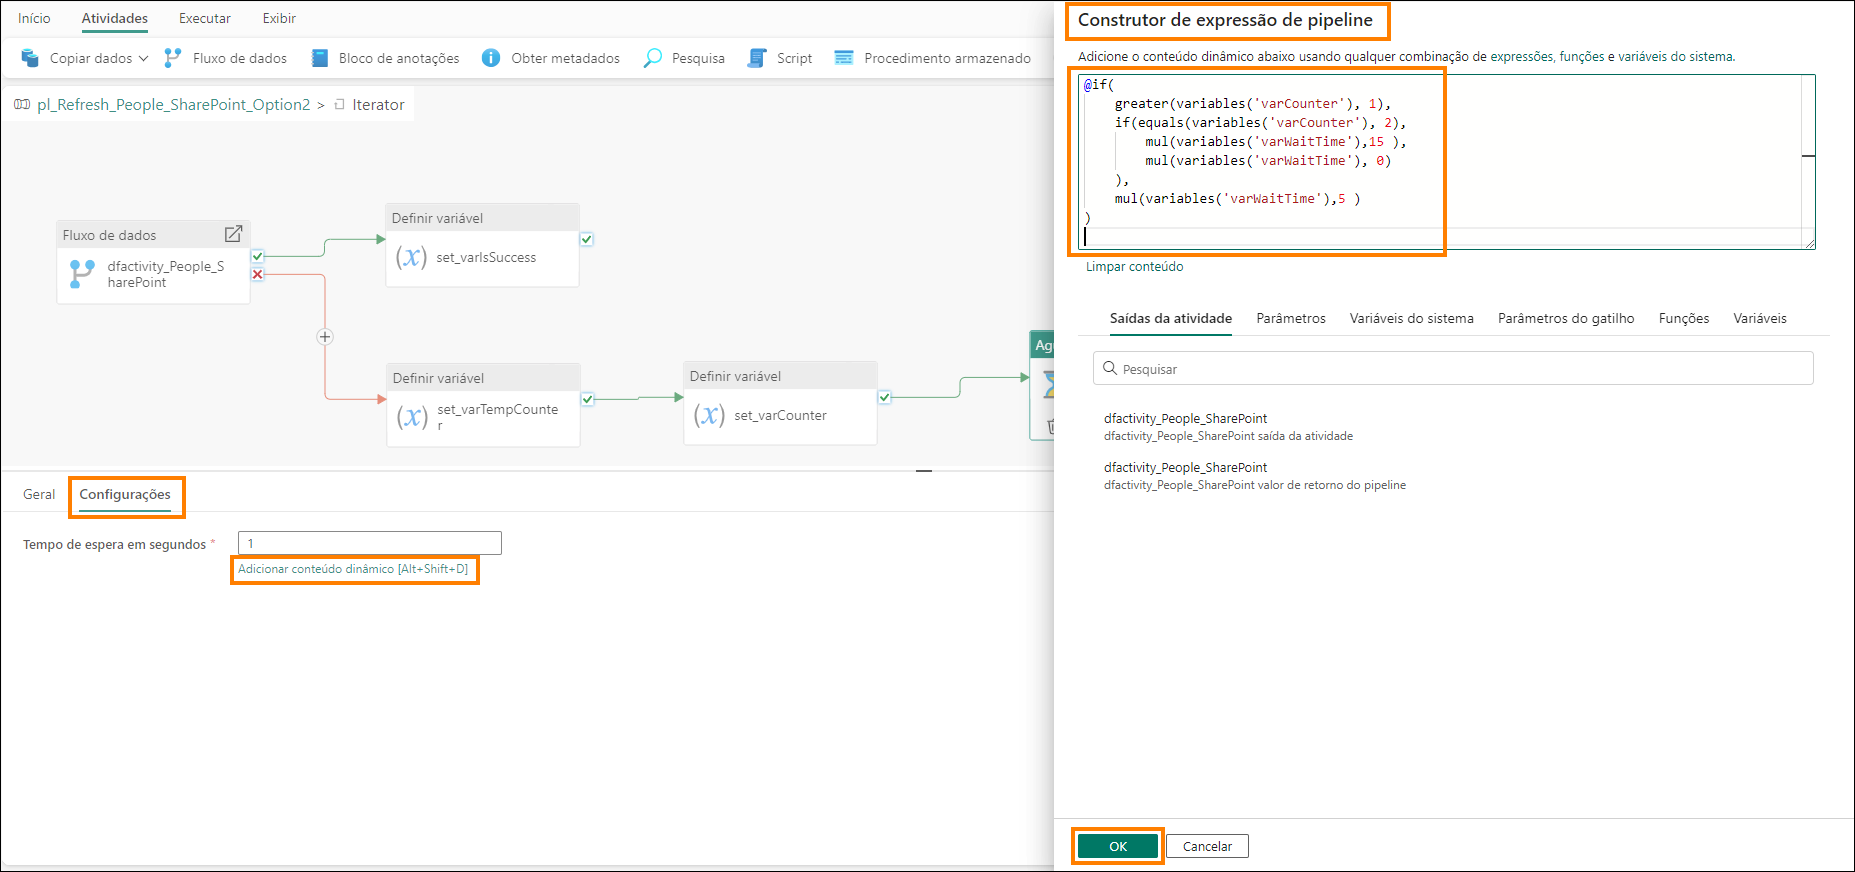 Início
Atividades
Executar
Exibir
Copiar dados
Fluxo de dados
Bloco de anotações
Obter metadados
Pesquisa
Script
Procedimento armazenado
pl_Refresh_People_SharePoint_Option2 > Iterator
Fluxo de dados
dfactivity_People_S
harePoint
Definir variável
(x) set_varIsSuccess
Definir variável
(x) set_varTempCounte
r
Definir variável
(x) set_varCounter
Geral
Configurações
Tempo de espera em segundos *
1
Adicionar conteúdo dinâmico [Alt+Shift+D]
Construtor de expressão de pipeline
Adicione o conteúdo dinâmico abaixo usando qualquer combinação de expressões, funções e variáveis do sistema.
@if(
greater(variables('varCounter'), 1),
if(equals(variables('varCounter'), 2),
mul(variables('varWaitTime'),15 ),
mul(variables('varWaitTime'), 0)
),
mul(variables('varWaitTime'),5 )
)
Limpar conteúdo
Saídas da atividade
Parâmetros
Variáveis do sistema
Parâmetros do gatilho
Funções
Variáveis
Pesquisar
dfactivity_People_SharePoint
dfactivity_People_SharePoint saída da atividade
dfactivity_People_SharePoint
dfactivity_People_SharePoint valor de retorno do pipeline
OK
Cancelar